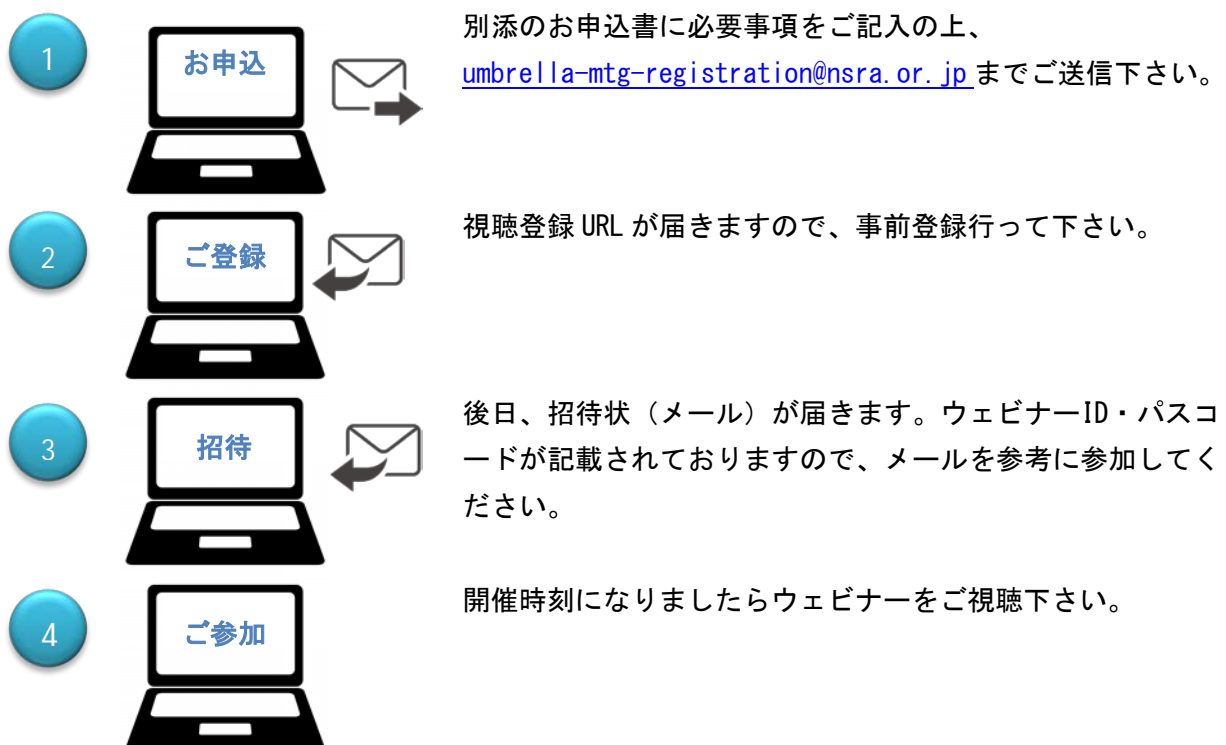 1
お申込
別添のお申込書に必要事項をご記入の上、
umbrella-mtg-registration@nsra.or.jp までご送信下さい。
2
ご登録
視聴登録 URL が届きますので、事前登録行って下さい。
3
招待
後日、招待状（メール）が届きます。ウェビナーID・パスコ
ードが記載されておりますので、メールを参考に参加してく
ださい。
4
ご参加
開催時刻になりましたらウェビナーをご視聴下さい。